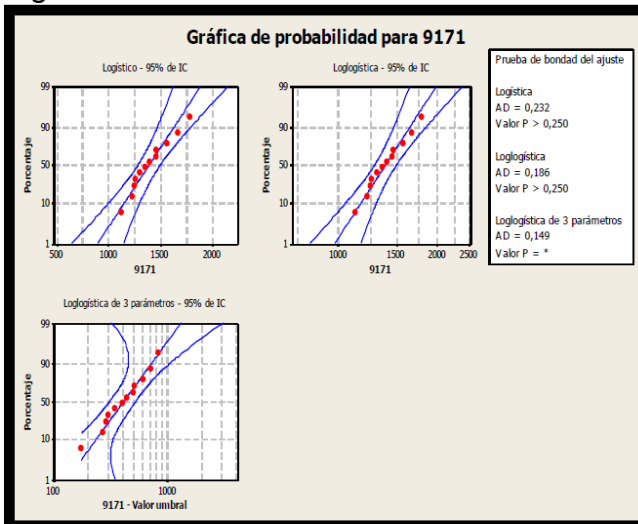 Gráfica de probabilidad para 9171
Logístico - 95% de IC
Porcentaje
99
90
50
10
1
500
1000
1500
2000
9171
Loglogística - 95% de IC
Porcentaje
99
90
50
10
1
1000
1500
2000
2500
9171
Prueba de bondad del ajuste
Logística
AD = 0,232
Valor P > 0,250
Loglogística
AD = 0,186
Valor P > 0,250
Loglogística de 3 parámetros
AD = 0,149
Valor P = *
Loglogística de 3 parámetros - 95% de IC
Porcentaje
99
90
50
10
1
100
1000
9171 - Valor umbral